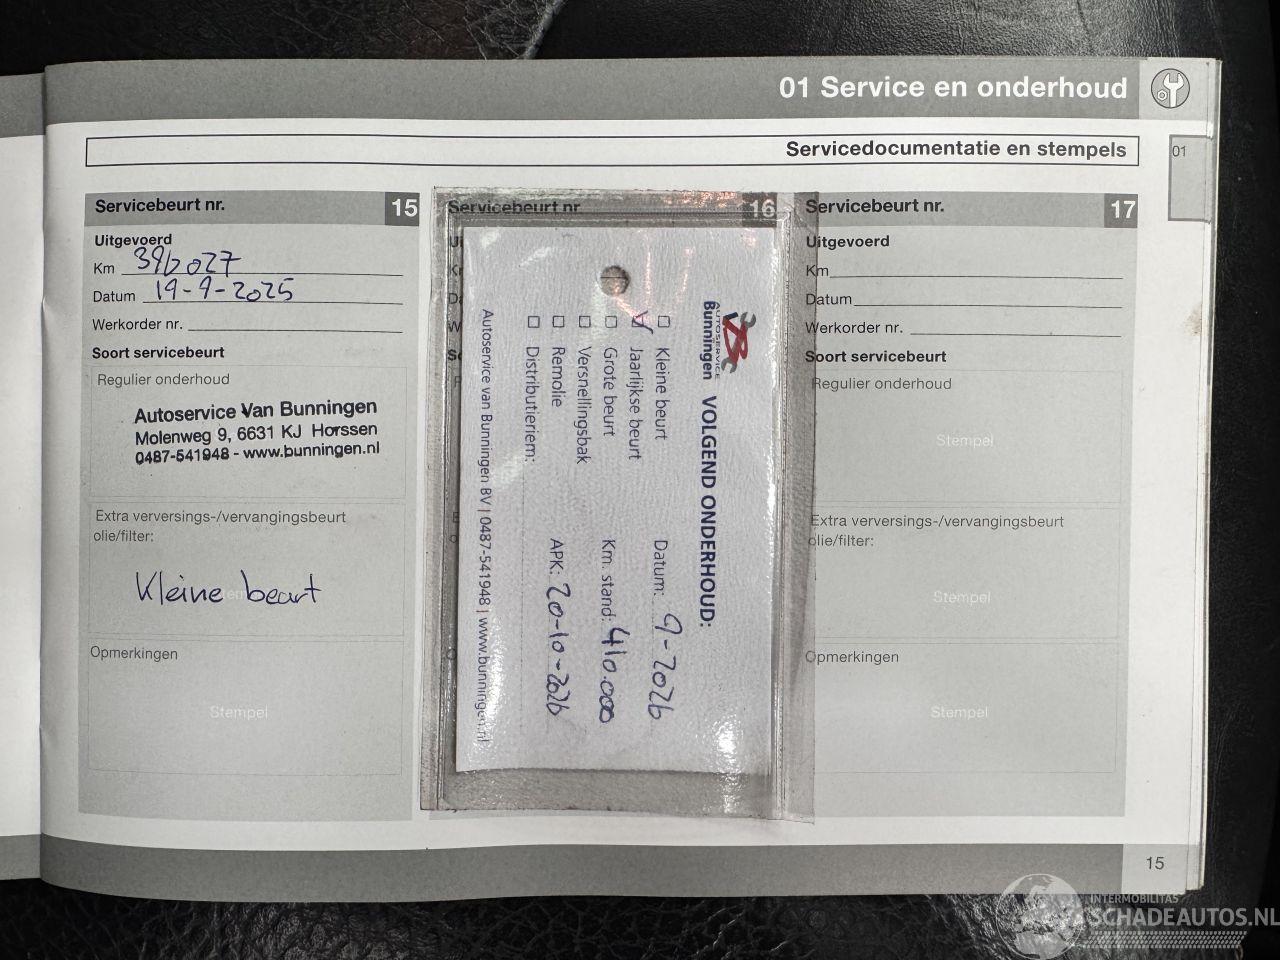 01 Service en onderhoud
Servicedocumentatie en stempels
01
Servicebeurt nr. 15
Uitgevoerd
Km 396027
Datum 19-9-2025
Werkorder nr.
Soort servicebeurt
Regulier onderhoud
Autoservice Van Bunningen
Molenweg 9, 6631 KJ Horssen
0487-541948 - www.bunningen.nl
Extra verversings-/vervangingsbeurt
olie/filter:
Kleine beurt
Opmerkingen
Stempel
Servicebeurt nr 16
AUTOSERVICE
Bunningen
VOLGEND ONDERHOUD:
Kleine beurt
Datum: 9-2026
Jaarlijkse beurt
Grote beurt
Km. stand: 410.000
Versnellingsbak
Remolie
APK: 20-10-2026
Distributieriem:
Autoservice van Bunningen BV | 0487-541948 | www.bunningen.nl
Servicebeurt nr. 17
Uitgevoerd
Km
Datum
Werkorder nr.
Soort servicebeurt
Regulier onderhoud
Stempel
Extra verversings-/vervangingsbeurt
olie/filter:
Stempel
Opmerkingen
Stempel
15
INTERMOBILITAS
SCHADEAUTOS.NL